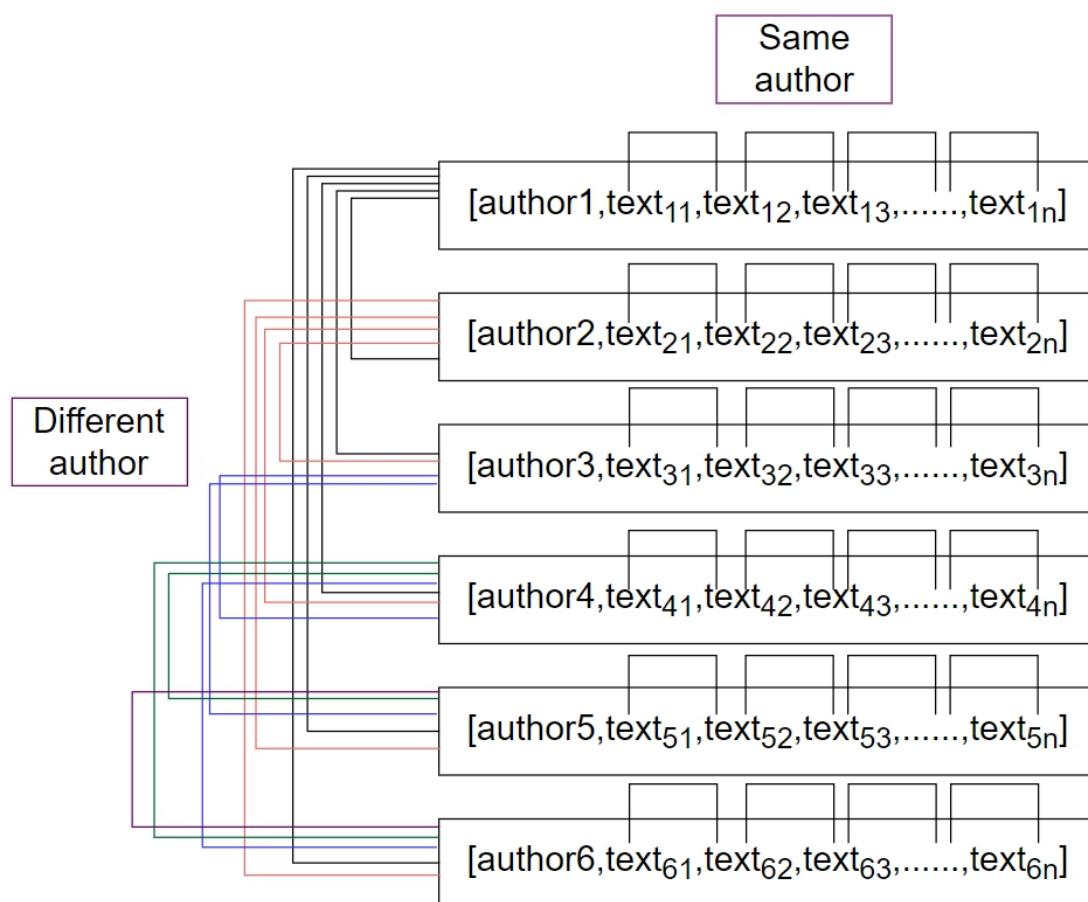 Same
author
[author1,text₁₁,text₁₂,text₁₃,......,text₁ₙ]
[author2,text₂₁,text₂₂,text₂₃,......,text₂ₙ]
Different
author
[author3,text₃₁,text₃₂,text₃₃,......,text₃ₙ]
[author4,text₄₁,text₄₂,text₄₃,......,text₄ₙ]
[author5,text₅₁,text₅₂,text₅₃,......,text₅ₙ]
[author6,text₆₁,text₆₂,text₆₃,......,text₆ₙ]